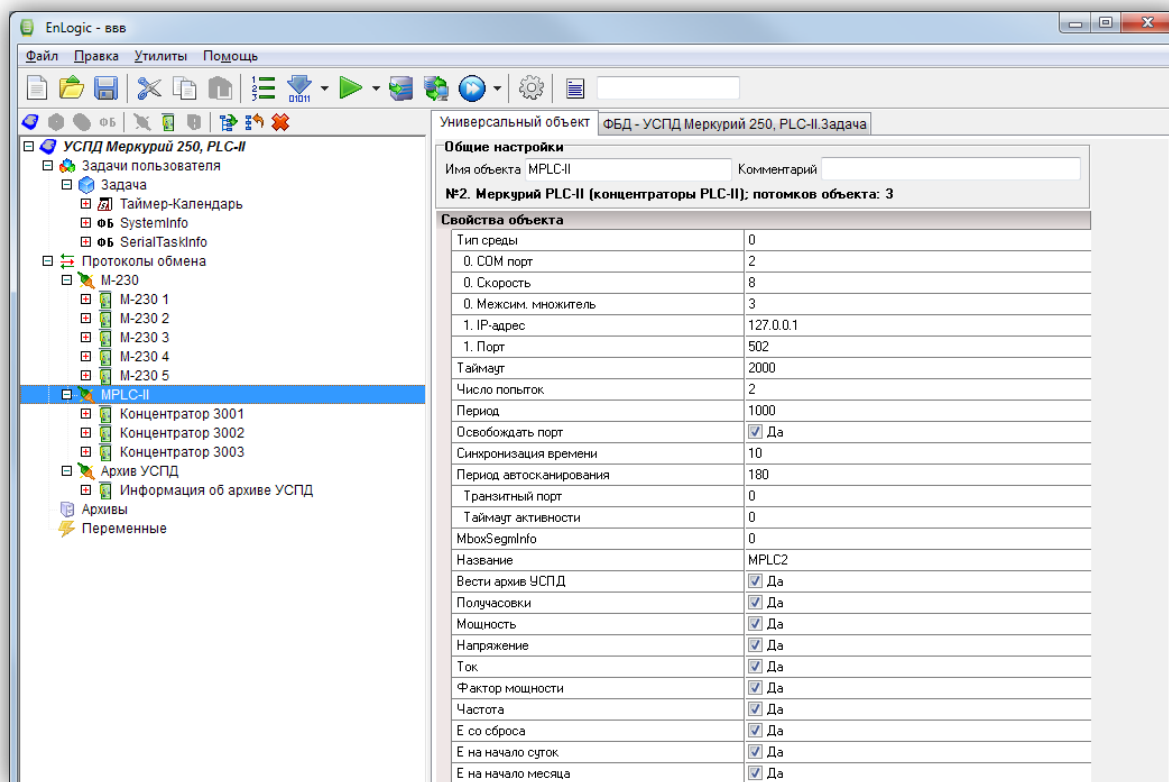 EnLogic - ввв
Файл Правка Утилиты Помощь
УСПД Меркурий 250, PLC-II
Задачи пользователя
Задача
Таймер-Календарь
ФБ SystemInfo
ФБ SerialTaskInfo
Протоколы обмена
М-230
М-230 1
М-230 2
М-230 3
М-230 4
М-230 5
MPLC-II
Концентратор 3001
Концентратор 3002
Концентратор 3003
Архив УСПД
Информация об архиве УСПД
Архивы
Переменные
Универсальный объект ФБД - УСПД Меркурий 250, PLC-II.Задача
Общие настройки
Имя объекта MPLC-II Комментарий
№2. Меркурий PLC-II (концентраторы PLC-II); потомков объекта: 3
Свойства объекта
Тип среды 0
0. COM порт 2
0. Скорость 8
0. Межсим. множитель 3
1. IP-адрес 127.0.0.1
1. Порт 502
Таймаут 2000
Число попыток 2
Период 1000
Освобождать порт Да
Синхронизация времени 10
Период автосканирования 180
Транзитный порт 0
Таймаут активности 0
MboxSegmInfo 0
Название MPLC2
Вести архив УСПД Да
Получасовки Да
Мощность Да
Напряжение Да
Ток Да
Фактор мощности Да
Частота Да
Е со сброса Да
Е на начало суток Да
Е на начало месяца Да